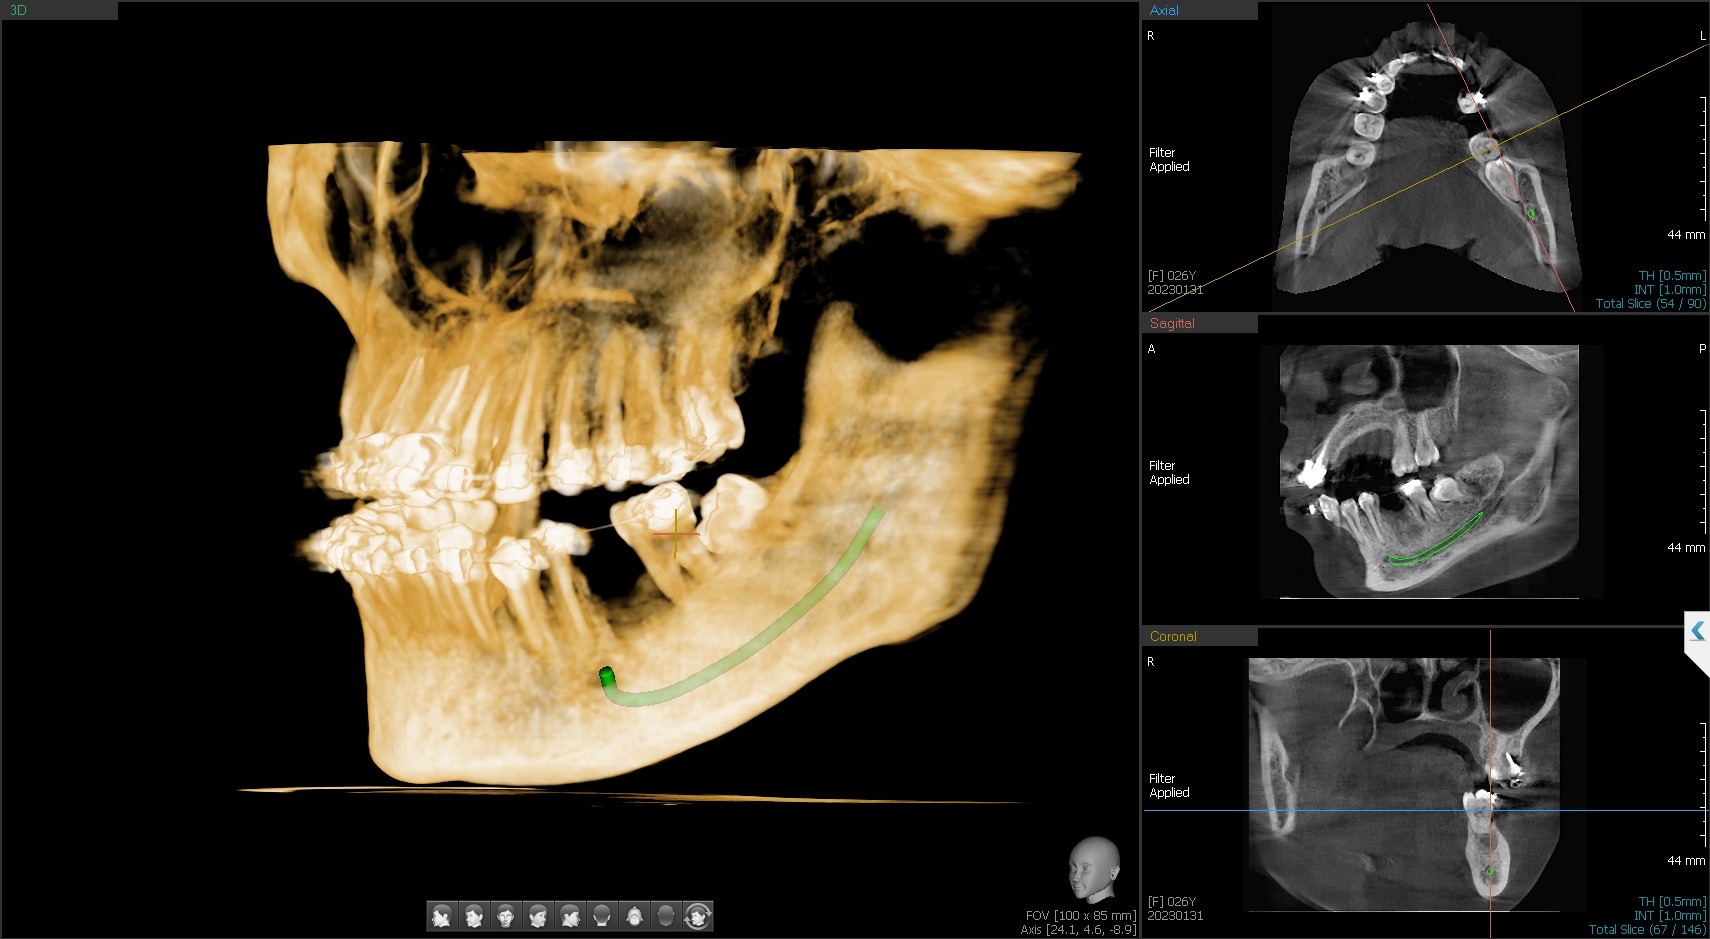 3D
FOV [100 x 85 mm]
Axis [24.1, 4.6, -8.9]
Axial
R
L
Filter
Applied
44 mm
[F] 026Y
20230131
TH [0.5mm]
INT [1.0mm]
Total Slice (54 / 90)
Sagittal
A
P
Filter
Applied
44 mm
Coronal
R
Filter
Applied
44 mm
[F] 026Y
20230131
TH [0.5mm]
INT [1.0mm]
Total Slice (67 / 146)